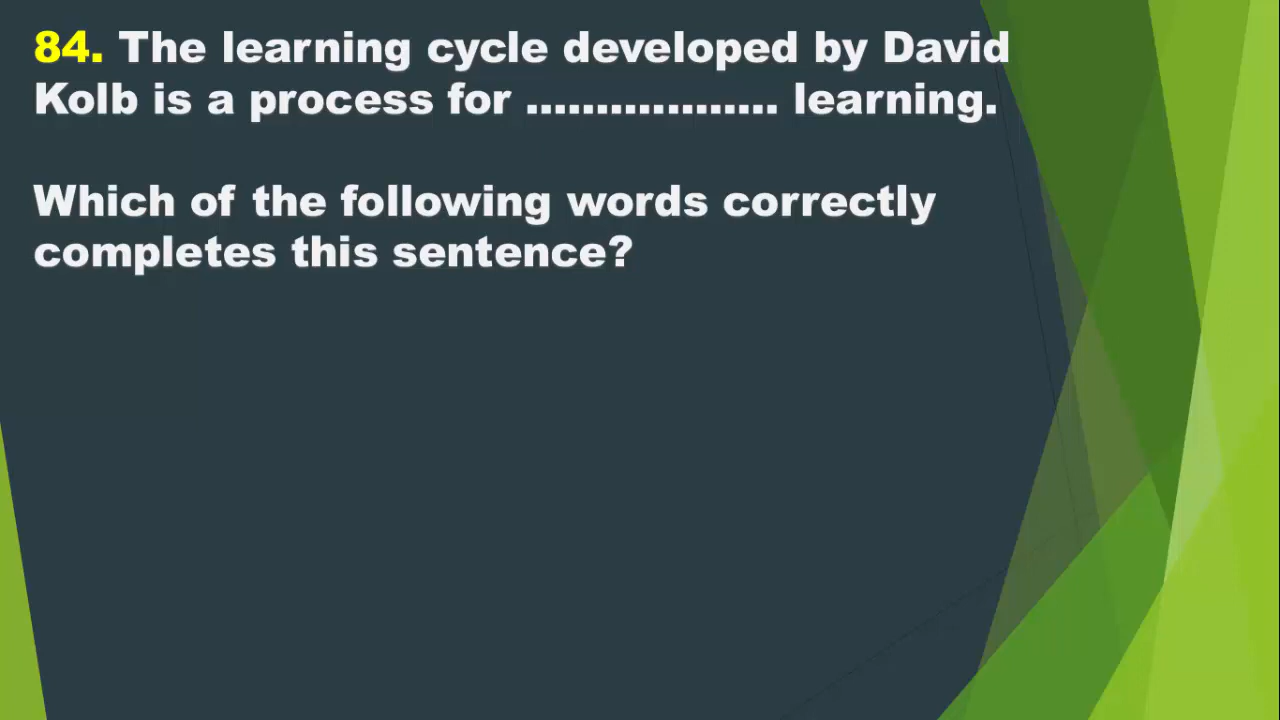 84. The learning cycle developed by David
Kolb is a process for .................. learning.
Which of the following words correctly
completes this sentence?